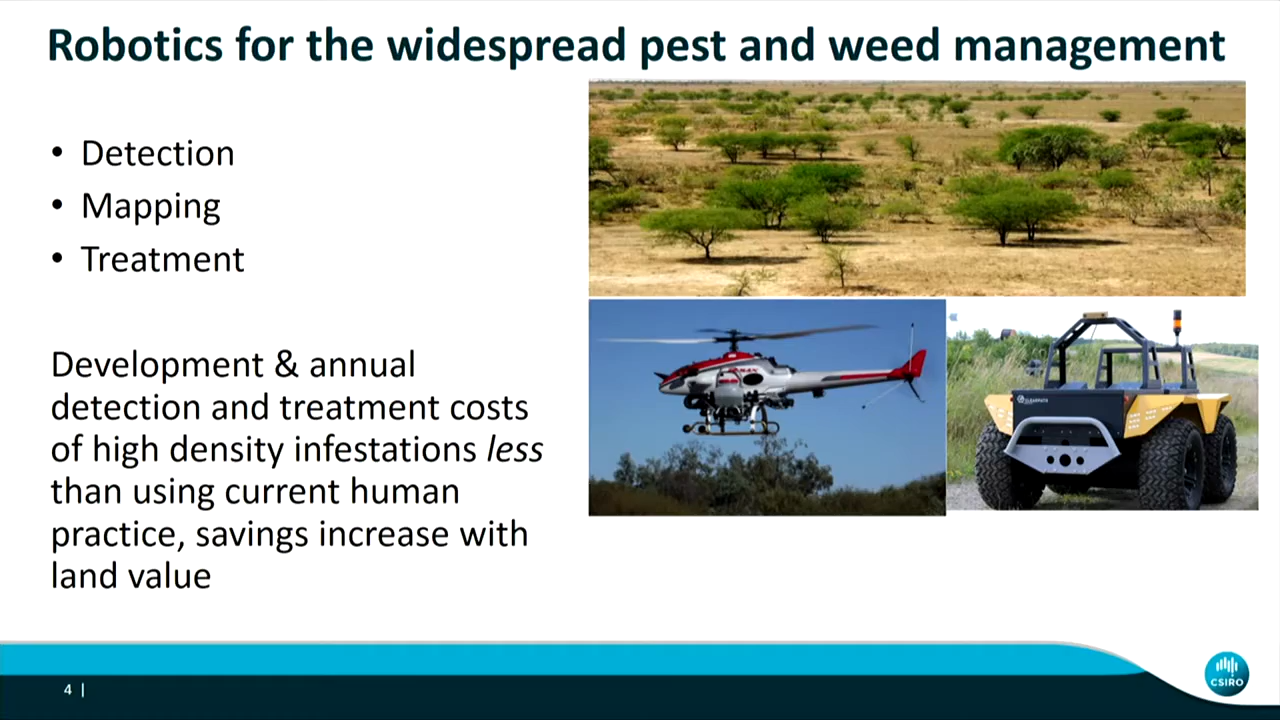 Robotics for the widespread pest and weed management
• Detection
• Mapping
• Treatment
Development & annual
detection and treatment costs
of high density infestations less
than using current human
practice, savings increase with
land value
CLEARPATH
4 |
CSIRO